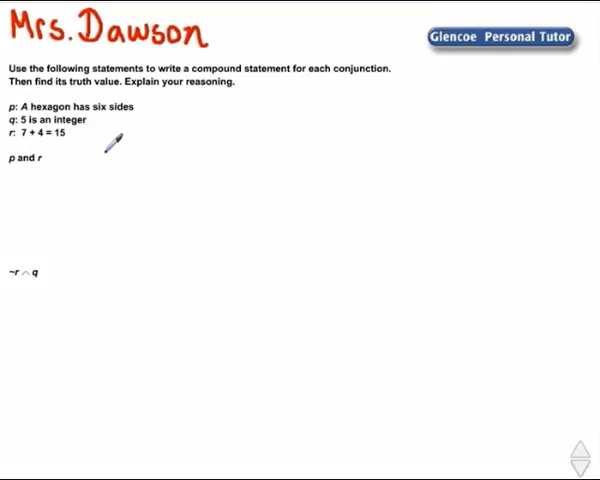 Mrs. Dawson
Glencoe Personal Tutor
Use the following statements to write a compound statement for each conjunction.
Then find its truth value. Explain your reasoning.
p: A hexagon has six sides
q: 5 is an integer
r: 7 + 4 = 15
p and r
~r ∧ q